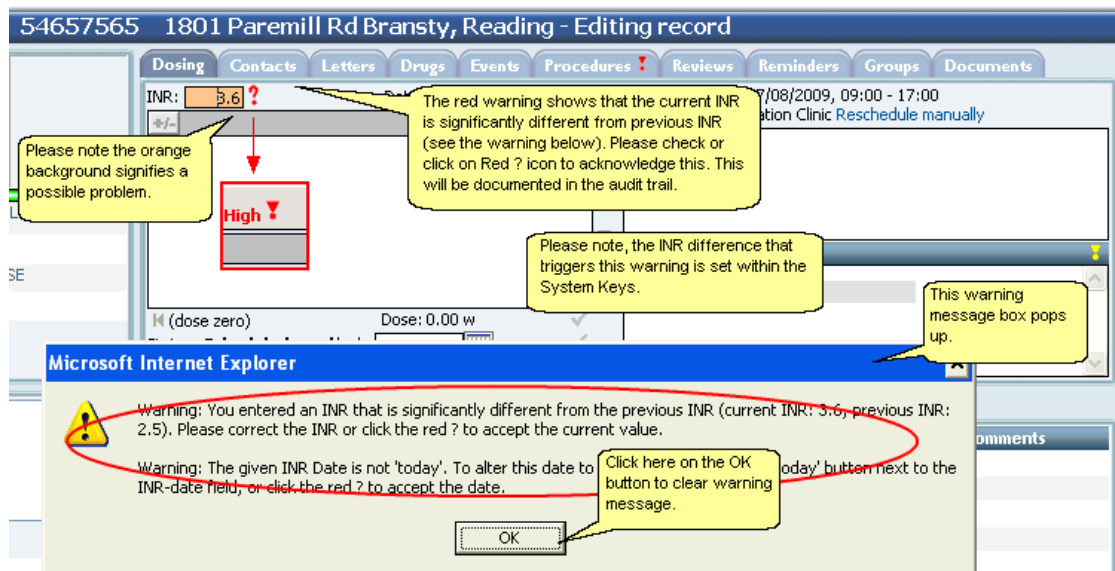 54657565 1801 Paremill Rd Bransty, Reading - Editing record
Dosing Contacts Letters Drugs Events Procedures Reviews Reminders Groups Documents
INR: 3.6 ?
7/08/2009, 09:00 - 17:00
ation Clinic Reschedule manually
+/-
The red warning shows that the current INR
is significantly different from previous INR
(see the warning below). Please check or
click on Red ? icon to acknowledge this. This
will be documented in the audit trail.
Please note the orange
background signifies a
possible problem.
High
Please note, the INR difference that
triggers this warning is set within the
System Keys.
SE
This warning
message box pops
up.
(dose zero) Dose: 0.00 w
Microsoft Internet Explorer
Warning: You entered an INR that is significantly different from the previous INR (current INR: 3.6, previous INR:
2.5). Please correct the INR or click the red ? to accept the current value.
omments
Warning: The given INR Date is not 'today'. To alter this date to
oday' button next to the
INR-date field, or click the red ? to accept the date.
Click here on the OK
button to clear warning
message.
OK